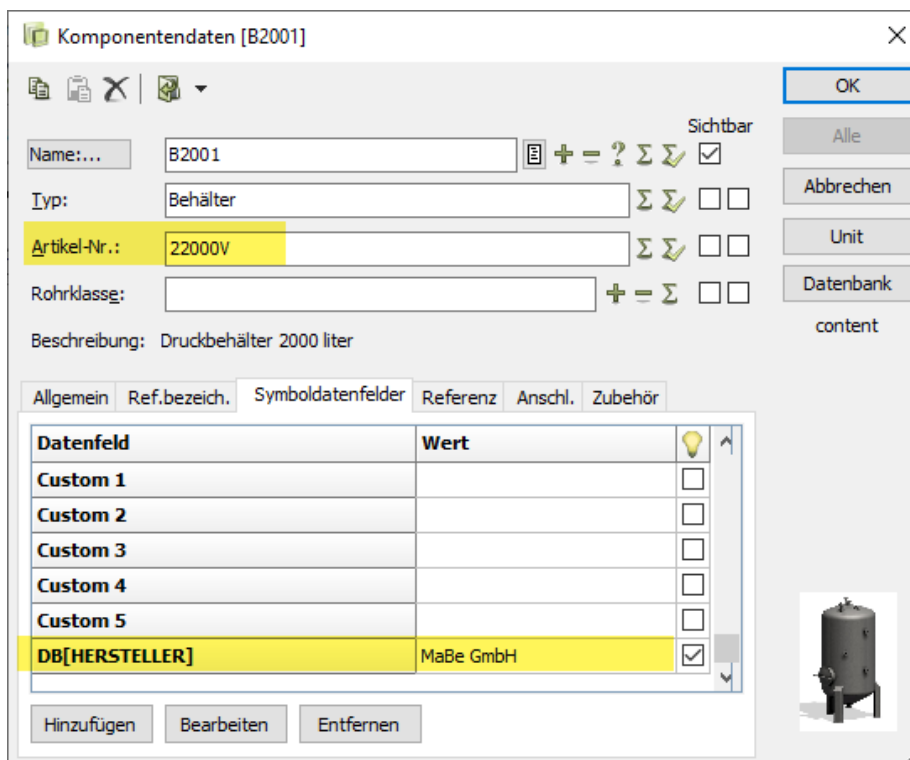 Komponentendaten [B2001]
OK
Sichtbar
Name:... B2001
Alle
Typ: Behälter
Abbrechen
Artikel-Nr.: 22000V
Unit
Rohrklasse:
Datenbank
Beschreibung: Druckbehälter 2000 liter
content
Allgemein Ref.bezeich. Symboldatenfelder Referenz Anschl. Zubehör
Datenfeld Wert
Custom 1
Custom 2
Custom 3
Custom 4
Custom 5
DB[HERSTELLER] MaBe GmbH
Hinzufügen Bearbeiten Entfernen